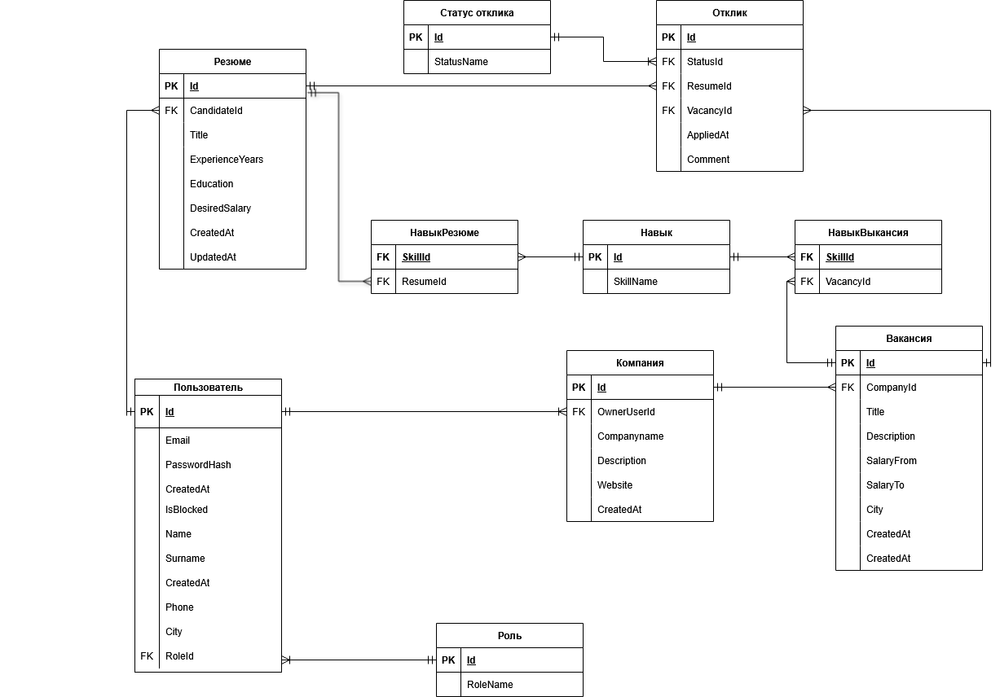 Статус отклика
PK Id
StatusName
Отклик
PK Id
FK StatusId
FK ResumeId
FK VacancyId
AppliedAt
Comment
Резюме
PK Id
FK CandidateId
Title
ExperienceYears
Education
DesiredSalary
CreatedAt
UpdatedAt
НавыкРезюме
FK SkillId
FK ResumeId
Навык
PK Id
SkillName
НавыкВыкансия
FK SkillId
FK VacancyId
Вакансия
PK Id
FK CompanyId
Title
Description
SalaryFrom
SalaryTo
City
CreatedAt
CreatedAt
Компания
PK Id
FK OwnerUserId
Companyname
Description
Website
CreatedAt
Пользователь
PK Id
Email
PasswordHash
CreatedAt
IsBlocked
Name
Surname
CreatedAt
Phone
City
FK RoleId
Роль
PK Id
RoleName